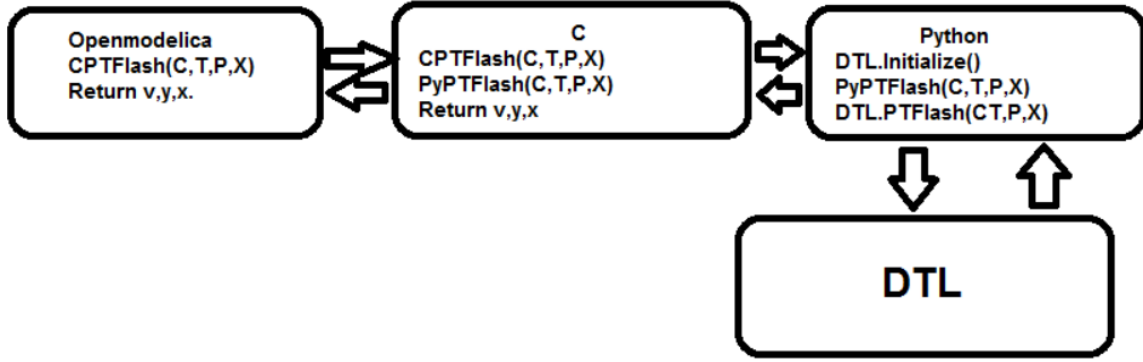 Openmodelica
CPTFlash(C,T,P,X)
Return v,y,x.
C
CPTFlash(C,T,P,X)
PyPTFlash(C,T,P,X)
Return v,y,x
Python
DTL.Initialize()
PyPTFlash(C,T,P,X)
DTL.PTFlash(CT,P,X)
DTL